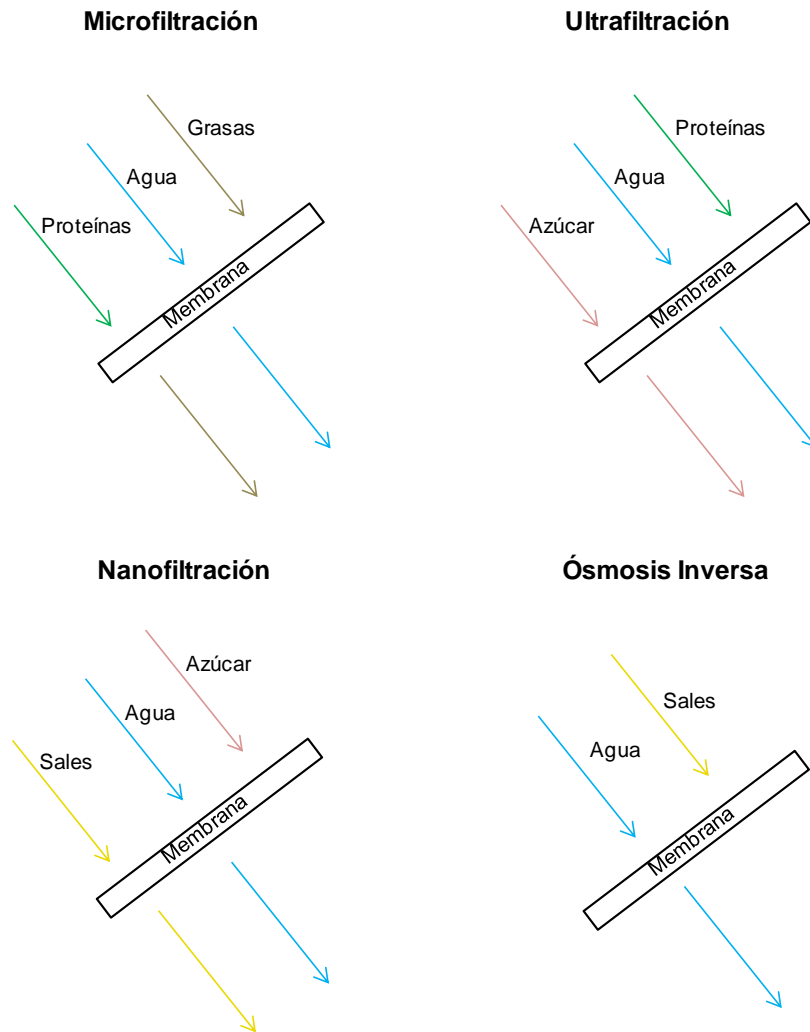 Microfiltración
Grasas
Agua
Proteínas
Membrana
Ultrafiltración
Proteínas
Agua
Azúcar
Membrana
Nanofiltración
Azúcar
Agua
Sales
Membrana
Ósmosis Inversa
Sales
Agua
Membrana